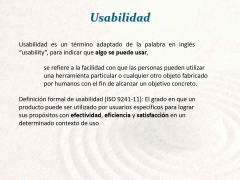 Usabilidad
Usabilidad es un término adaptado de la palabra en inglés
"usability", para indicar que algo se puede usar,
se refiere a la facilidad con que las personas pueden utilizar
una herramienta particular o cualquier otro objeto fabricado
por humanos con el fin de alcanzar un objetivo concreto.
Definición formal de usabilidad (ISO 9241-11): El grado en que un
producto puede ser utilizado por usuarios específicos para lograr
sus propósitos con efectividad, eficiencia y satisfacción en un
determinado contexto de uso